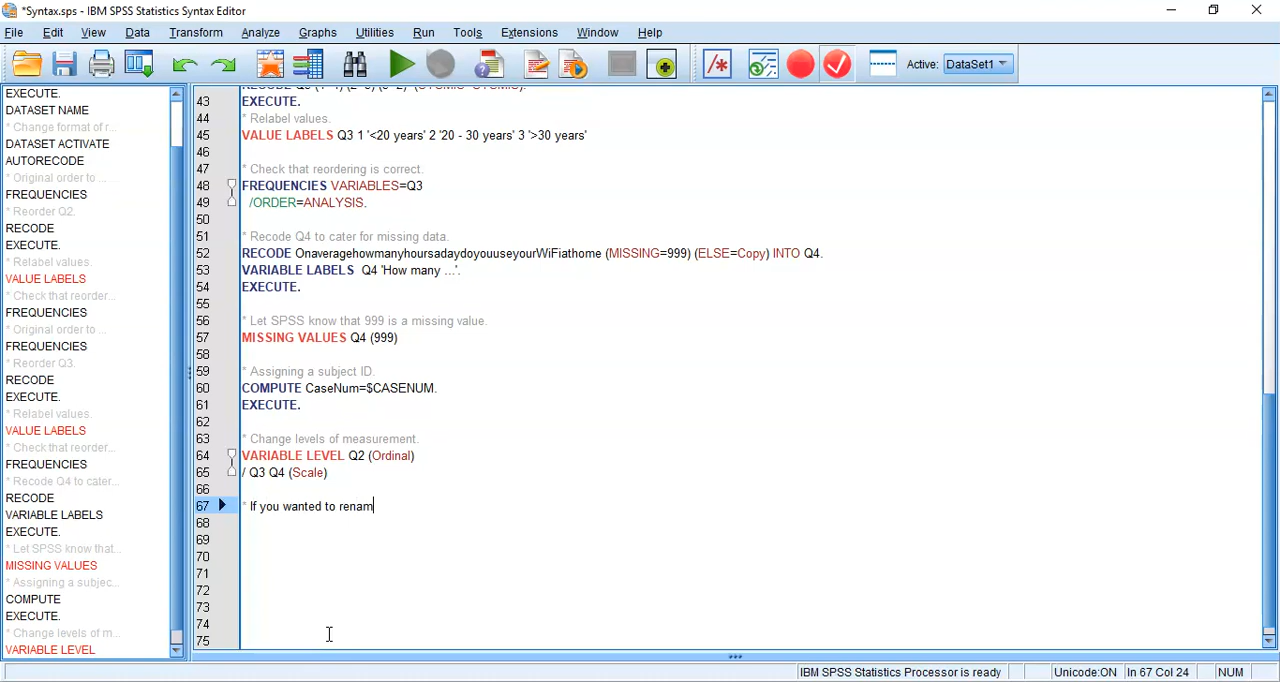 *Syntax.sps - IBM SPSS Statistics Syntax Editor
File Edit View Data Transform Analyze Graphs Utilities Run Tools Extensions Window Help
Active: DataSet1
EXECUTE.
DATASET NAME
* Change format of r...
DATASET ACTIVATE
AUTORECODE
* Original order to ...
FREQUENCIES
* Reorder Q2.
RECODE
EXECUTE.
* Relabel values.
VALUE LABELS
* Check that reorder...
FREQUENCIES
* Original order to ...
FREQUENCIES
* Reorder Q3.
RECODE
EXECUTE.
* Relabel values.
VALUE LABELS
* Check that reorder...
FREQUENCIES
* Recode Q4 to cater...
RECODE
VARIABLE LABELS
EXECUTE.
* Let SPSS know that...
MISSING VALUES
* Assigning a subjec...
COMPUTE
EXECUTE.
* Change levels of m...
VARIABLE LEVEL
43 EXECUTE.
44 * Relabel values.
45 VALUE LABELS Q3 1 '<20 years' 2 '20 - 30 years' 3 '>30 years'
46
47 * Check that reordering is correct.
48 FREQUENCIES VARIABLES=Q3
49 /ORDER=ANALYSIS.
50
51 * Recode Q4 to cater for missing data.
52 RECODE OnaveragehowmanyhoursadaydoyouuseyourWiFiathome (MISSING=999) (ELSE=Copy) INTO Q4.
53 VARIABLE LABELS Q4 'How many ...'.
54 EXECUTE.
55
56 * Let SPSS know that 999 is a missing value.
57 MISSING VALUES Q4 (999)
58
59 * Assigning a subject ID.
60 COMPUTE CaseNum=$CASENUM.
61 EXECUTE.
62
63 * Change levels of measurement.
64 VARIABLE LEVEL Q2 (Ordinal)
65 / Q3 Q4 (Scale)
66
67 * If you wanted to renam
68
69
70
71
72
73
74
75
IBM SPSS Statistics Processor is ready Unicode:ON In 67 Col 24 NUM